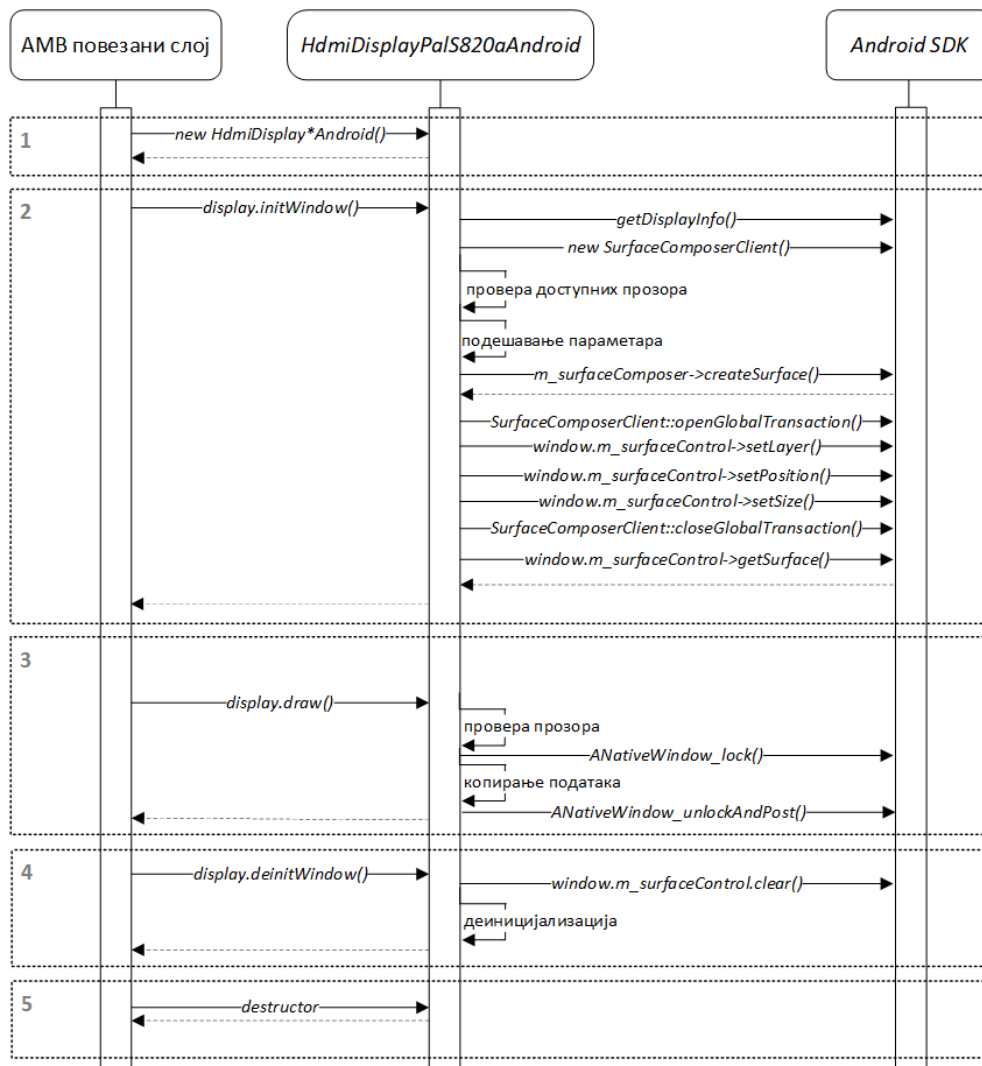 АМВ повезани слој
HdmiDisplayPalS820aAndroid
Android SDK
1
new HdmiDisplay*Android()
2
display.initWindow()
getDisplayInfo()
new SurfaceComposerClient()
провера доступних прозора
подешавање параметара
m_surfaceComposer->createSurface()
SurfaceComposerClient::openGlobalTransaction()
window.m_surfaceControl->setLayer()
window.m_surfaceControl->setPosition()
window.m_surfaceControl->setSize()
SurfaceComposerClient::closeGlobalTransaction()
window.m_surfaceControl->getSurface()
3
display.draw()
провера прозора
ANativeWindow_lock()
копирање података
ANativeWindow_unlockAndPost()
4
display.deinitWindow()
window.m_surfaceControl.clear()
деиницијализација
5
destructor